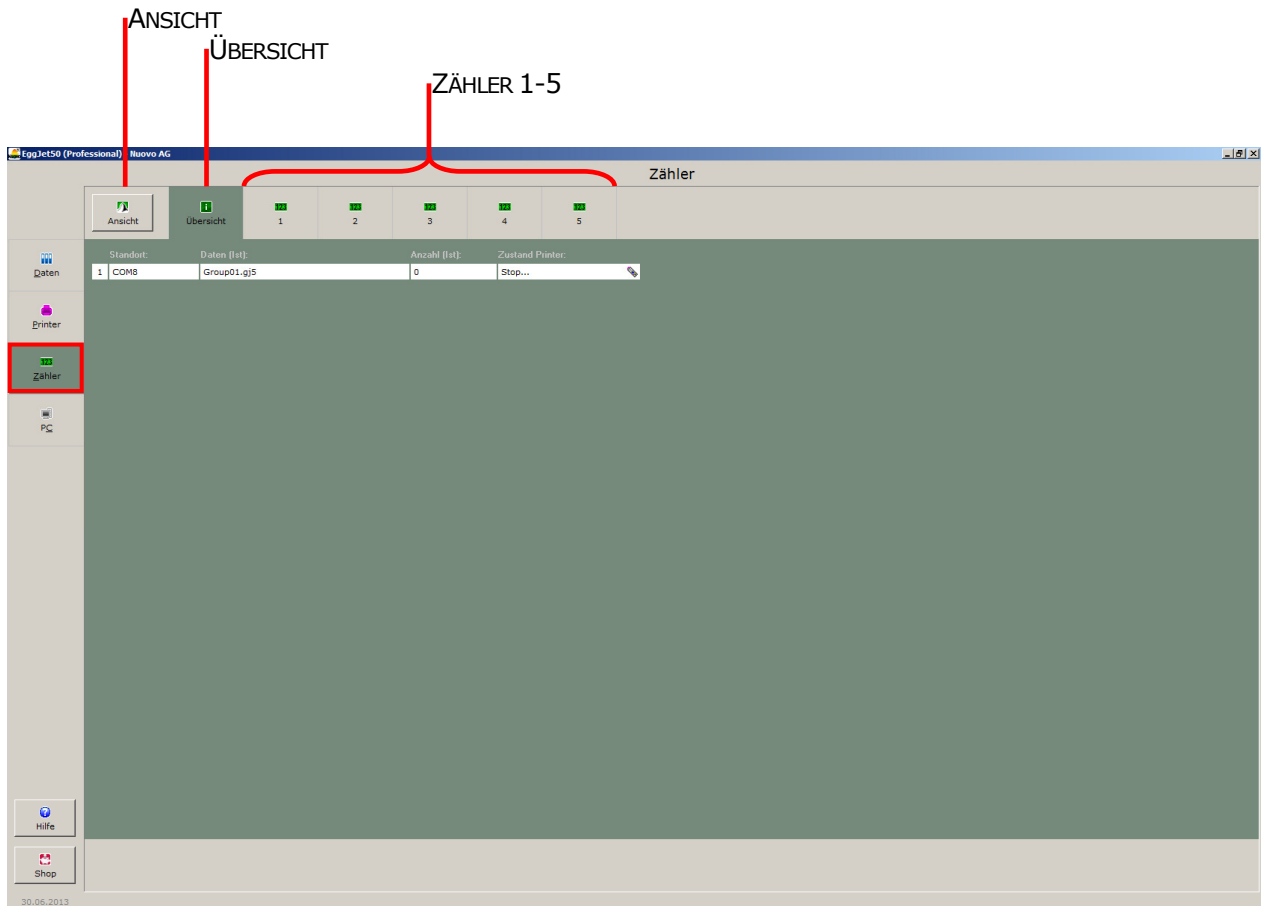 ANSICHT
ÜBERSICHT
ZÄHLER 1-5
EggJet50 (Professional) Nuovo AG
Zähler
Ansicht
Übersicht
1
2
3
4
5
Standort: Daten (Ist): Anzahl (Ist): Zustand Printer:
1 COM8 Group01.gj5 0 Stop...
Daten
Printer
Zähler
PC
Hilfe
Shop
30.06.2013